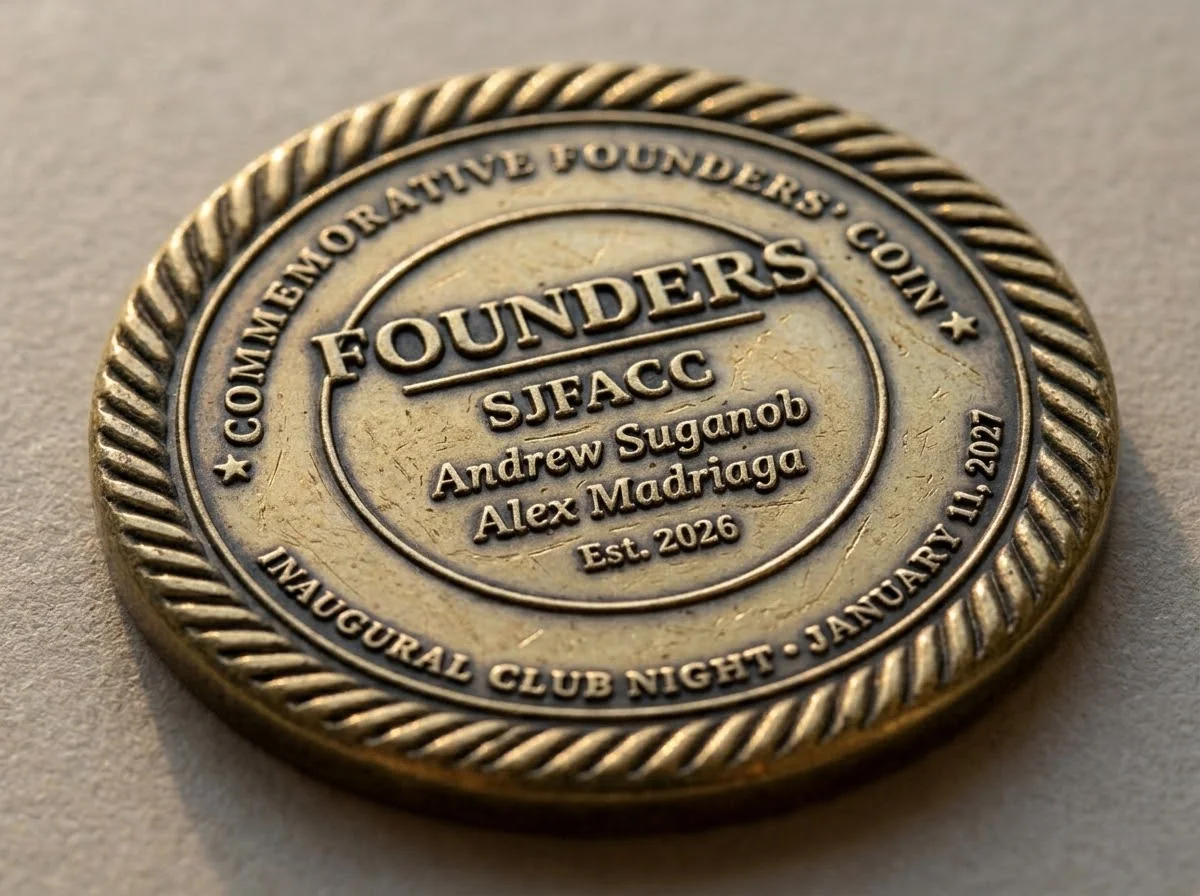 ★ COMMEMORATIVE FOUNDERS' COIN ★
FOUNDERS
SJFACC
Andrew Suganob
Alex Madriaga
Est. 2026
INAUGURAL CLUB NIGHT · JANUARY 11, 2027